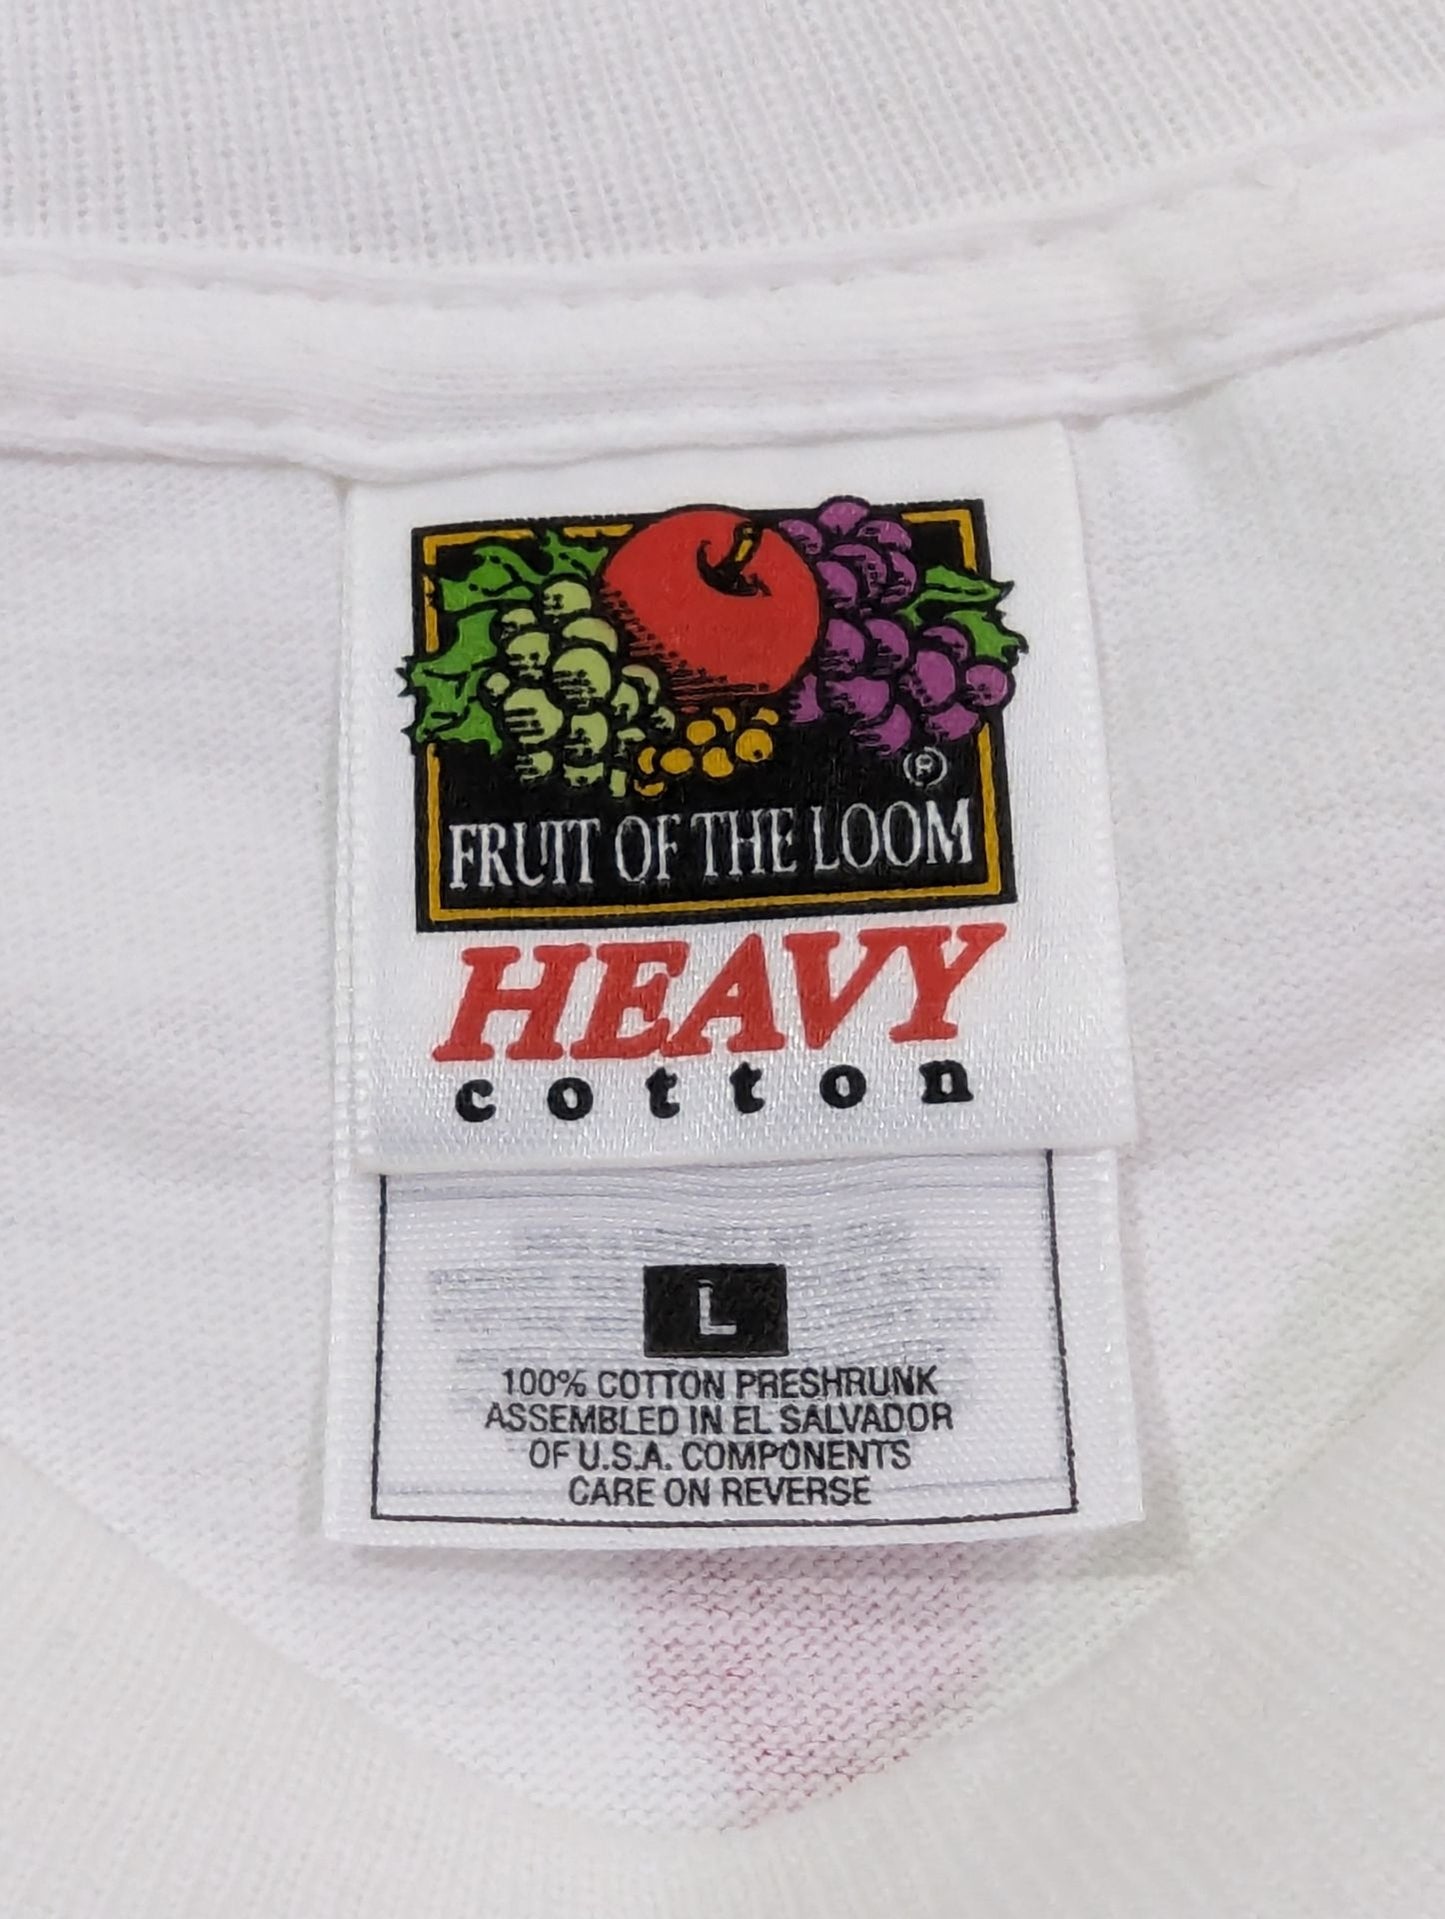 ®
FRUIT OF THE LOOM
HEAVY
cotton
L
100% COTTON PRESHRUNK
ASSEMBLED IN EL SALVADOR
OF U.S.A. COMPONENTS
CARE ON REVERSE